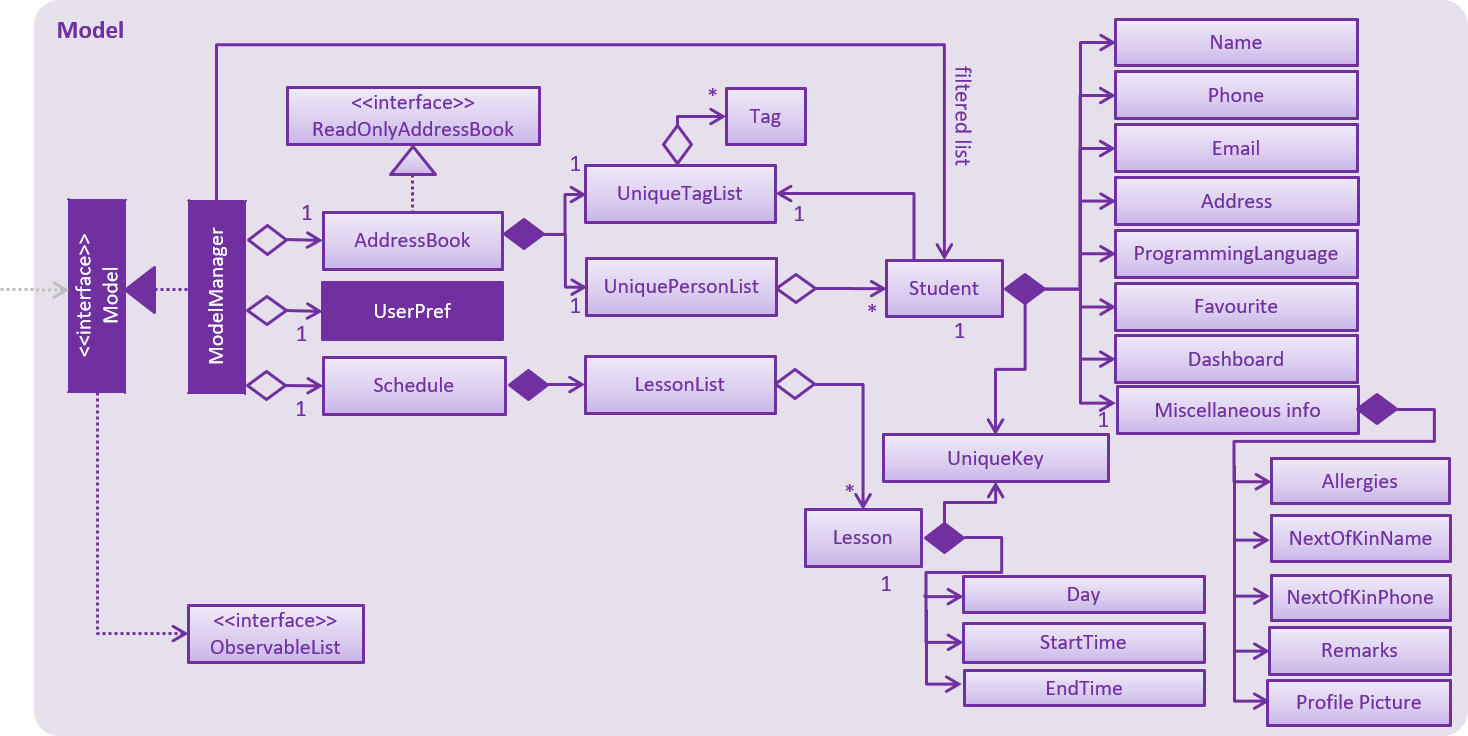 Model
<<interface>>
Model
ModelManager
<<interface>>
ReadOnlyAddressBook
1
AddressBook
1
UserPref
1
Schedule
<<interface>>
ObservableList
*
Tag
1
UniqueTagList
1
1
UniquePersonList
LessonList
filtered list
*
Student
1
UniqueKey
*
Lesson
1
Day
StartTime
EndTime
Name
Phone
Email
Address
ProgrammingLanguage
Favourite
Dashboard
1
Miscellaneous info
Allergies
NextOfKinName
NextOfKinPhone
Remarks
Profile Picture